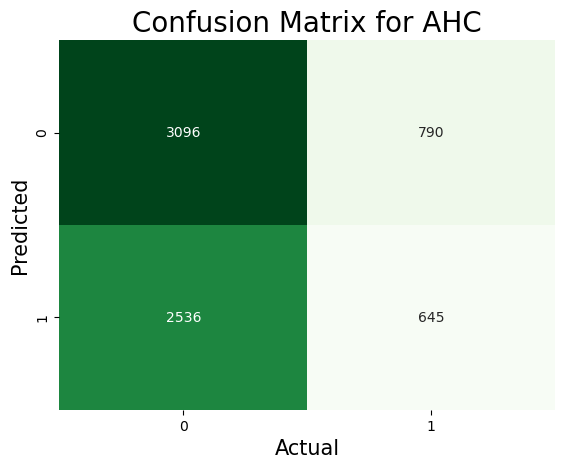 Confusion Matrix for AHC
Predicted
0
3096
790
1
2536
645
0
1
Actual